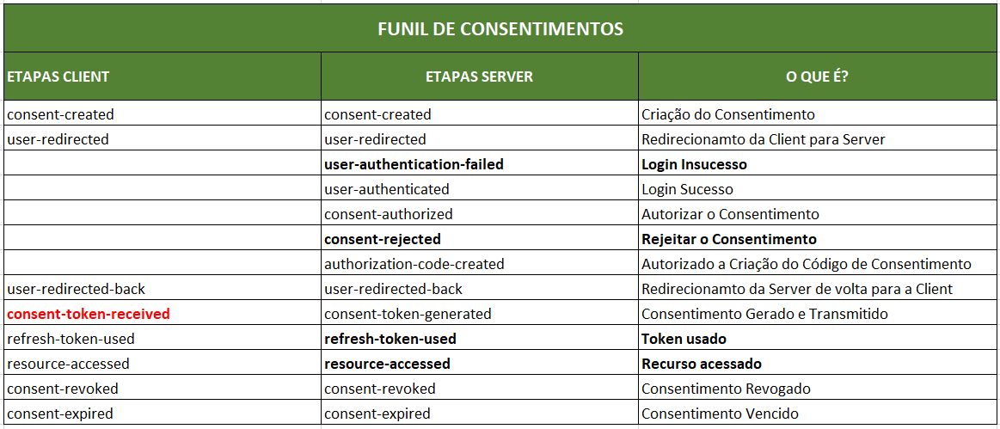 FUNIL DE CONSENTIMENTOS
ETAPAS CLIENT ETAPAS SERVER O QUE É?
consent-created consent-created Criação do Consentimento
user-redirected user-redirected Redirecionamto da Client para Server
user-authentication-failed Login Insucesso
user-authenticated Login Sucesso
consent-authorized Autorizar o Consentimento
consent-rejected Rejeitar o Consentimento
authorization-code-created Autorizado a Criação do Código de Consentimento
user-redirected-back user-redirected-back Redirecionamto da Server de volta para a Client
consent-token-received consent-token-generated Consentimento Gerado e Transmitido
refresh-token-used refresh-token-used Token usado
resource-accessed resource-accessed Recurso acessado
consent-revoked consent-revoked Consentimento Revogado
consent-expired consent-expired Consentimento Vencido